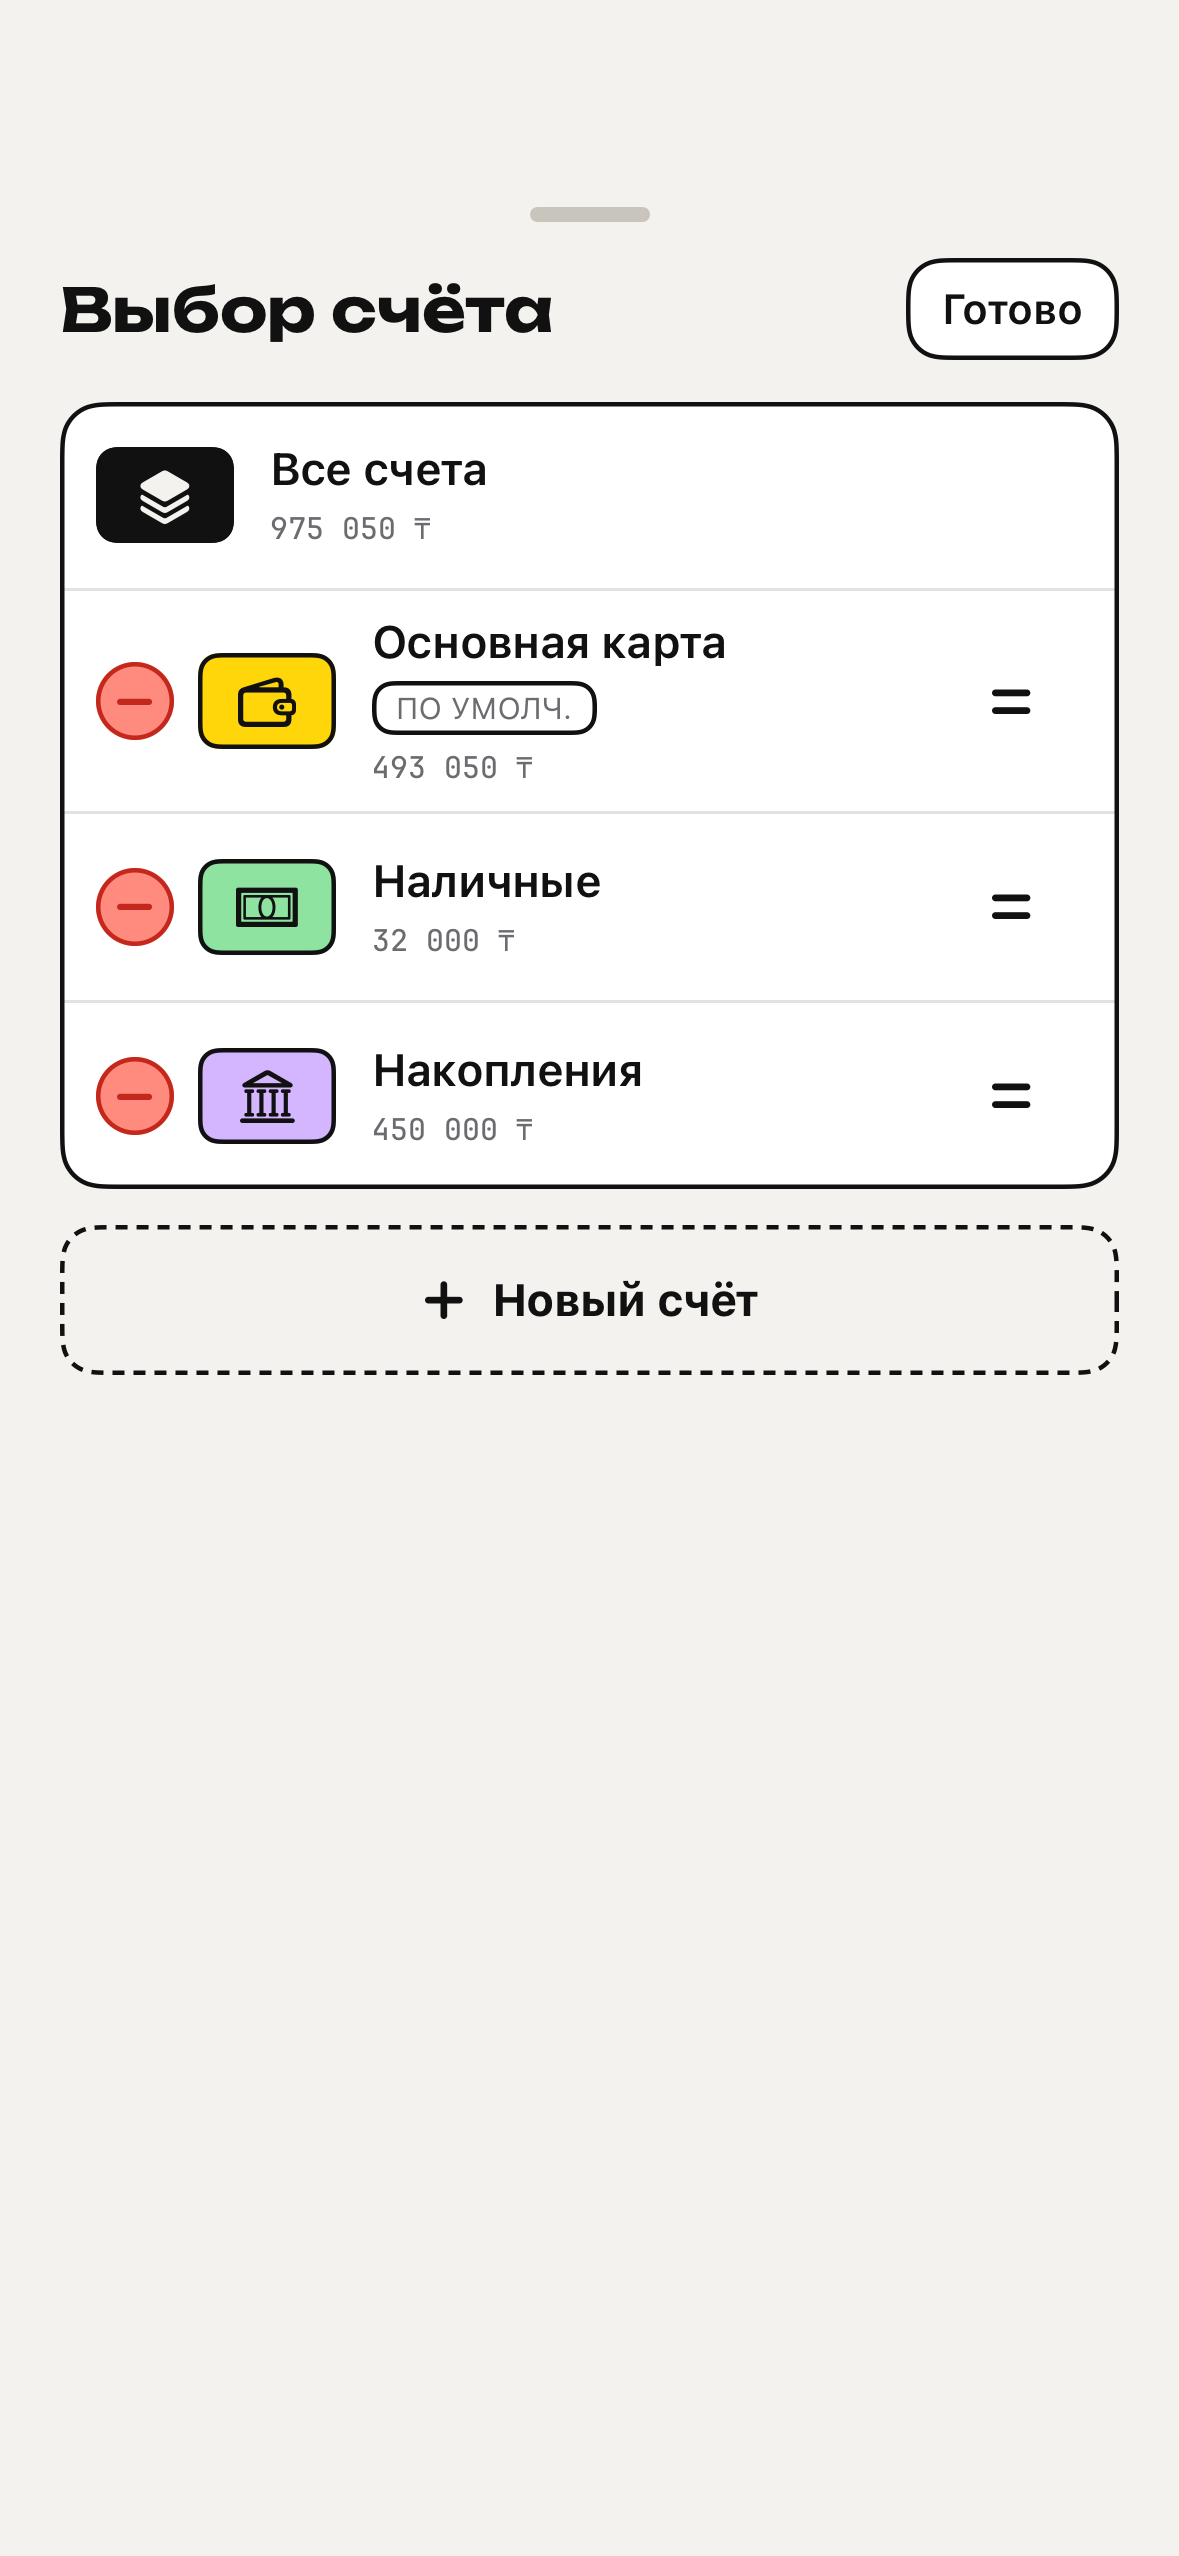 Выбор счёта
Готово
Все счета
975 050 ₸
Основная карта
ПО УМОЛЧ.
493 050 ₸
Наличные
32 000 ₸
Накопления
450 000 ₸
Новый счёт